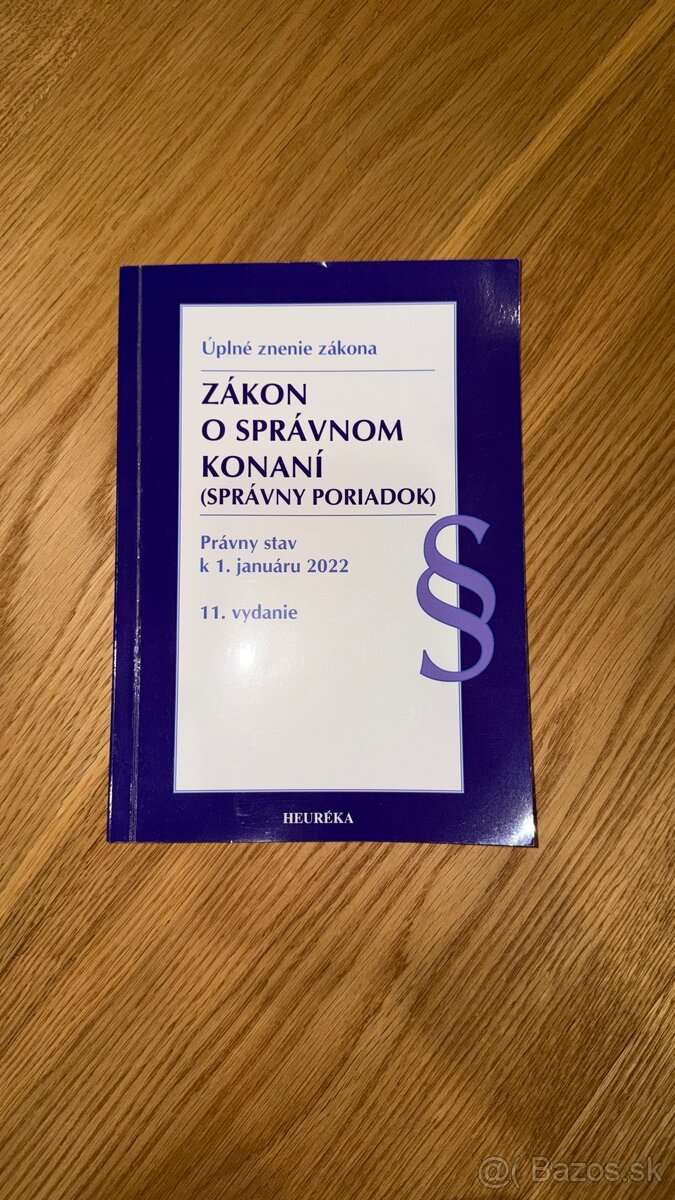 Úplné znenie zákona
ZÁKON
O SPRÁVNOM
KONANÍ
(SPRÁVNY PORIADOK)
Právny stav
k 1. januáru 2022
11. vydanie
§
HEURÉKA
@( Bazos.sk